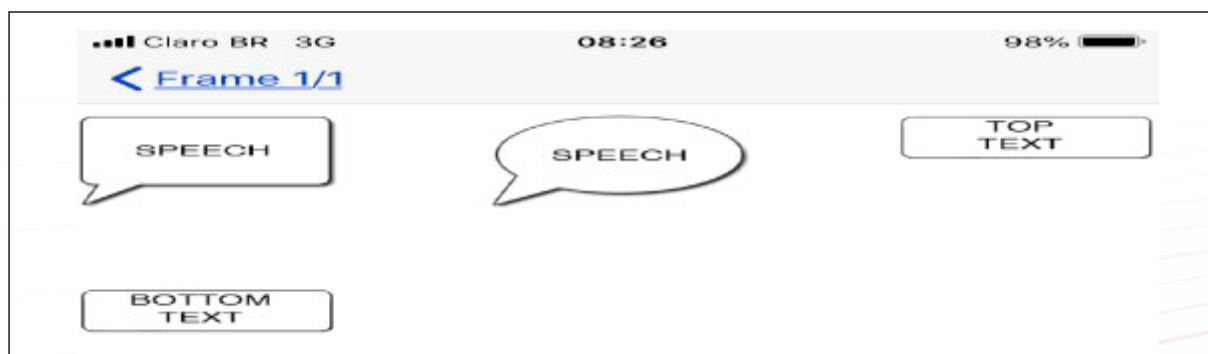 Claro BR 3G 08:26 98%
Frame 1/1
SPEECH
SPEECH
TOP
TEXT
BOTTOM
TEXT